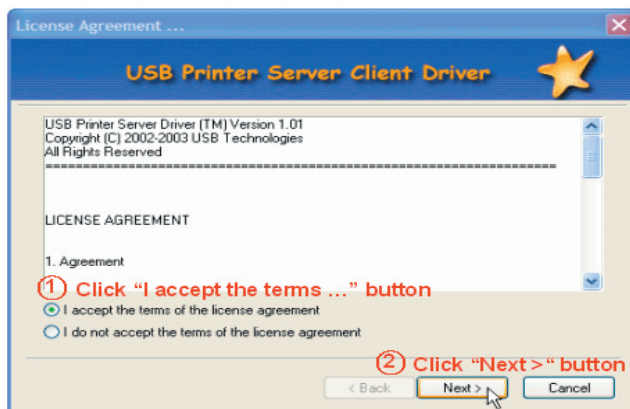 License Agreement ...
USB Printer Server Client Driver
USB Printer Server Driver (TM) Version 1.01
Copyright (C) 2002-2003 USB Technologies
All Rights Reserved
=====================================================================
LICENSE AGREEMENT
1. Agreement
① Click “I accept the terms ...” button
I accept the terms of the license agreement
I do not accept the terms of the license agreement
② Click “Next >“ button
< Back Next > Cancel